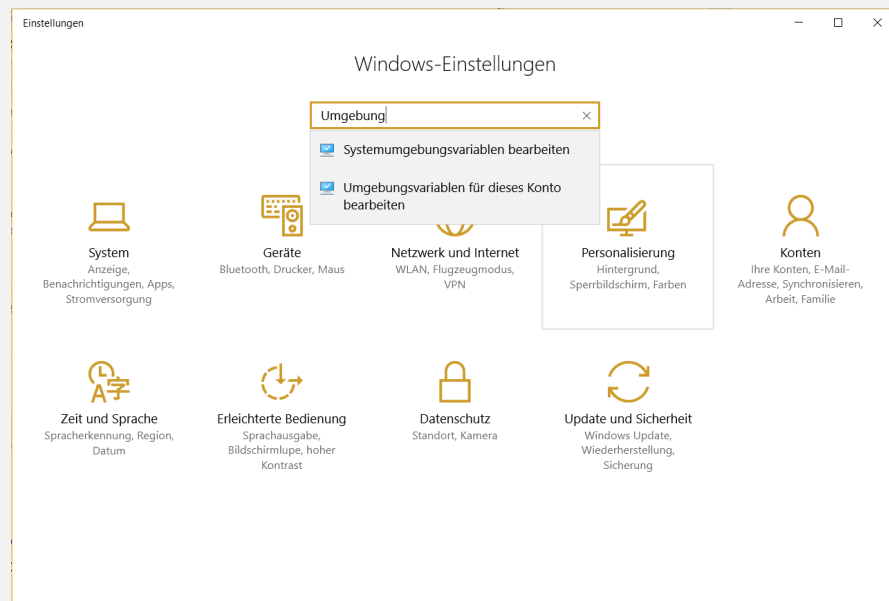 Einstellungen
Windows-Einstellungen
Umgebung
Systemumgebungsvariablen bearbeiten
Umgebungsvariablen für dieses Konto
bearbeiten
System
Anzeige,
Benachrichtigungen, Apps,
Stromversorgung
Geräte
Bluetooth, Drucker, Maus
Netzwerk und Internet
WLAN, Flugzeugmodus,
VPN
Personalisierung
Hintergrund,
Sperrbildschirm, Farben
Konten
Ihre Konten, E-Mail-
Adresse, Synchronisieren,
Arbeit, Familie
Zeit und Sprache
Spracherkennung, Region,
Datum
Erleichterte Bedienung
Sprachausgabe,
Bildschirmlupe, hoher
Kontrast
Datenschutz
Standort, Kamera
Update und Sicherheit
Windows Update,
Wiederherstellung,
Sicherung